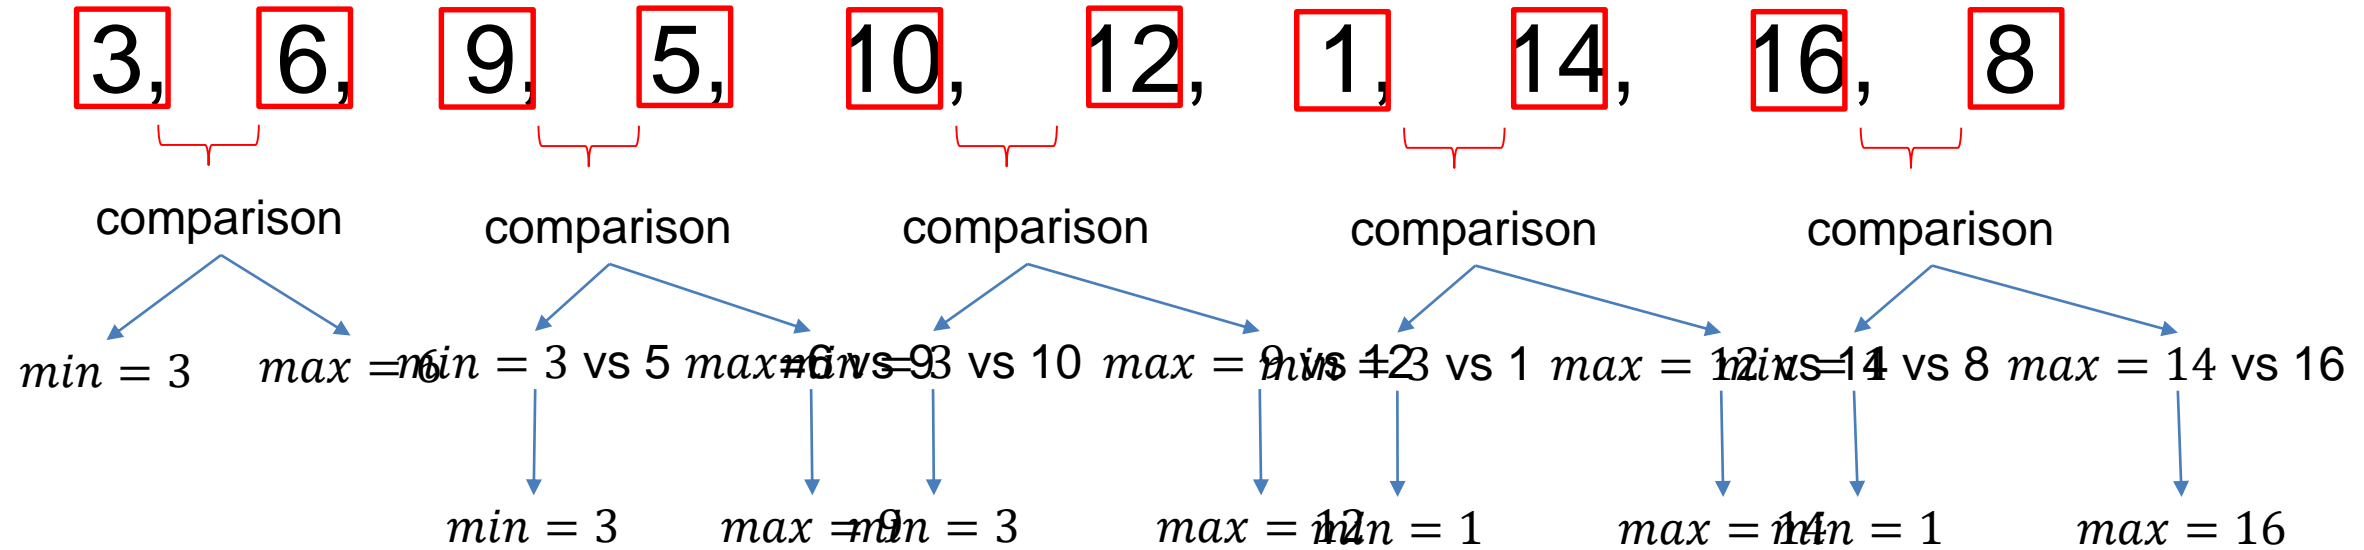 3, 6, 9, 5, 10, 12, 1, 14, 16, 8
comparison comparison comparison comparison comparison
min = 3 max = 6 min = 3 vs 5 max=6 vs 9 min = 3 vs 10 max = 9 vs 12 min = 3 vs 1 max = 12 vs 14 min = 1 vs 8 max = 14 vs 16
min = 3 max = 9 min = 3 max = 12 min = 1 max = 14 min = 1 max = 16